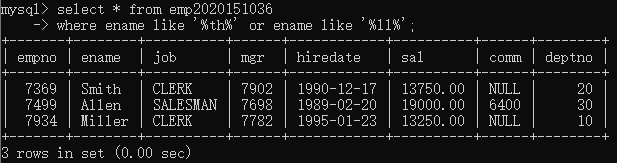 mysql> select * from emp2020151036
    -> where ename like '%th%' or ename like '%ll%';
+-------+--------+----------+------+------------+----------+------+--------+
| empno | ename  | job      | mgr  | hiredate   | sal      | comm | deptno |
+-------+--------+----------+------+------------+----------+------+--------+
|  7369 | Smith  | CLERK    | 7902 | 1990-12-17 | 13750.00 | NULL |     20 |
|  7499 | Allen  | SALESMAN | 7698 | 1989-02-20 | 19000.00 | 6400 |     30 |
|  7934 | Miller | CLERK    | 7782 | 1995-01-23 | 13250.00 | NULL |     10 |
+-------+--------+----------+------+------------+----------+------+--------+
3 rows in set (0.00 sec)